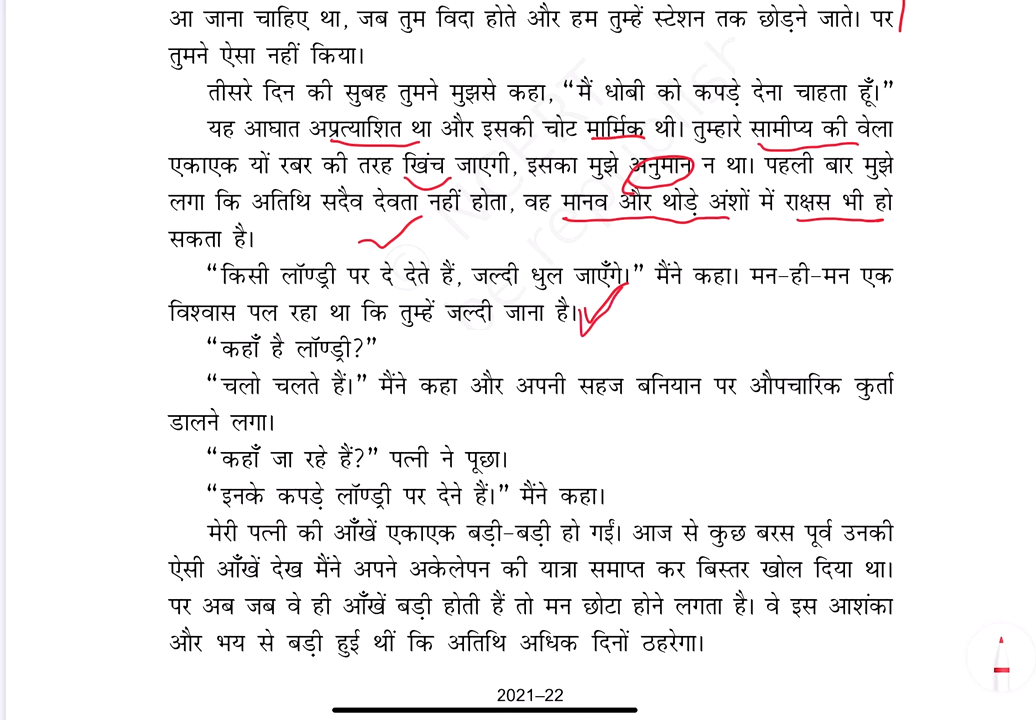 आ जाना चाहिए था, जब तुम विदा होते और हम तुम्हें स्टेशन तक छोड़ने जाते। पर
तुमने ऐसा नहीं किया।
तीसरे दिन की सुबह तुमने मुझसे कहा, “मैं धोबी को कपड़े देना चाहता हूँ।”
यह आघात अप्रत्याशित था और इसकी चोट मार्मिक थी। तुम्हारे सामीप्य की वेला
एकाएक यों रबर की तरह खिंच जाएगी, इसका मुझे अनुमान न था। पहली बार मुझे
लगा कि अतिथि सदैव देवता नहीं होता, वह मानव और थोड़े अंशों में राक्षस भी हो
सकता है।
“किसी लॉण्ड्री पर दे देते हैं, जल्दी धुल जाएँगे।” मैंने कहा। मन-ही-मन एक
विश्वास पल रहा था कि तुम्हें जल्दी जाना है।
“कहाँ है लॉण्ड्री?”
“चलो चलते हैं।” मैंने कहा और अपनी सहज बनियान पर औपचारिक कुर्ता
डालने लगा।
“कहाँ जा रहे हैं?” पत्नी ने पूछा।
“इनके कपड़े लॉण्ड्री पर देने हैं।” मैंने कहा।
मेरी पत्नी की आँखें एकाएक बड़ी-बड़ी हो गईं। आज से कुछ बरस पूर्व उनकी
ऐसी आँखें देख मैंने अपने अकेलेपन की यात्रा समाप्त कर बिस्तर खोल दिया था।
पर अब जब वे ही आँखें बड़ी होती हैं तो मन छोटा होने लगता है। वे इस आशंका
और भय से बड़ी हुई थीं कि अतिथि अधिक दिनों ठहरेगा।
2021–22